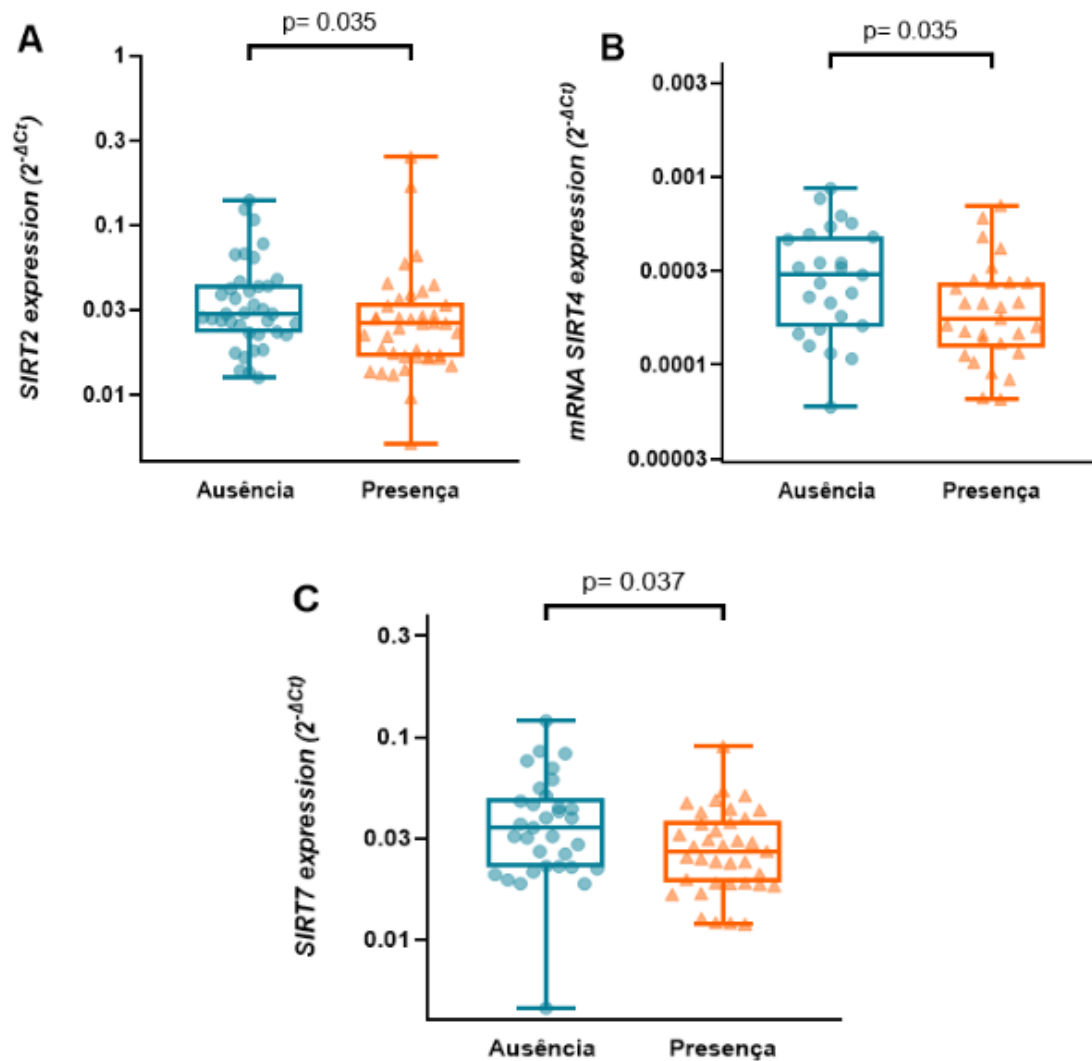 A
p= 0.035
SIRT2 expression (2^-ΔCt)
1
0.3
0.1
0.03
0.01
Ausência
Presença
B
p= 0.035
mRNA SIRT4 expression (2^-ΔCt)
0.003
0.001
0.0003
0.0001
0.00003
Ausência
Presença
C
p= 0.037
SIRT7 expression (2^-ΔCt)
0.3
0.1
0.03
0.01
Ausência
Presença